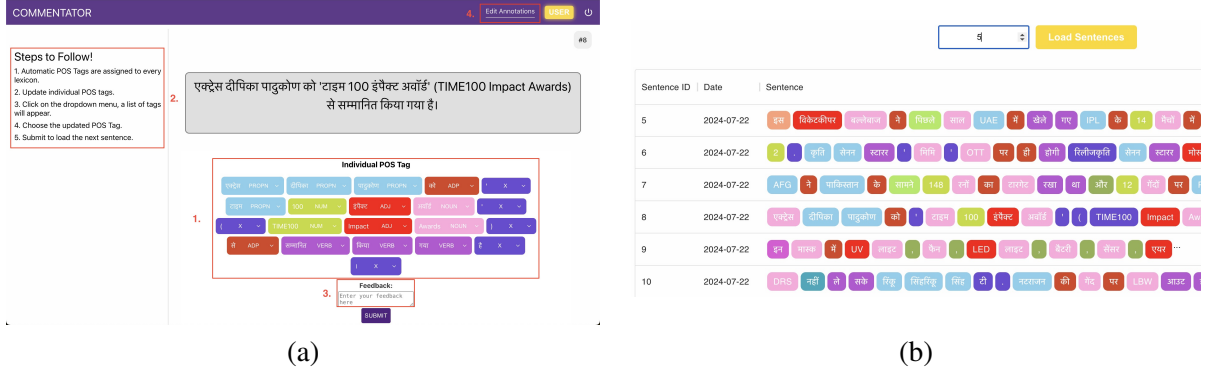 COMMENTATOR
4. Edit Annotations USER
#8
Steps to Follow!
1. Automatic POS Tags are assigned to every
lexicon.
2. Update individual POS tags.
3. Click on the dropdown menu, a list of tags
will appear.
4. Choose the updated POS Tag.
5. Submit to load the next sentence.
2.
एक्ट्रेस दीपिका पादुकोण को 'टाइम 100 इंपैक्ट अवॉर्ड' (TIME100 Impact Awards)
से सम्मानित किया गया है।
1.
Individual POS Tag
एक्ट्रेस PROPN दीपिका PROPN पादुकोण PROPN को ADP ' X
टाइम PROPN 100 NUM इंपैक्ट ADJ अवॉर्ड NOUN ' X
( X TIME100 NUM Impact ADJ Awards NOUN ) X
से ADP सम्मानित VERB किया VERB गया VERB है X
। X
3. Feedback:
Enter your feedback
here
SUBMIT
(a)
5 Load Sentences
Sentence ID Date Sentence
5 2024-07-22 इस विकेटकीपर बल्लेबाज ने पिछले साल UAE में खेले गए IPL के 14 मैचों में
6 2024-07-22 2 . कृति सेनन स्टारर ' मिमि ' OTT पर ही होगी रिलीजकृति सेनन स्टारर
7 2024-07-22 AFG ने पाकिस्तान के सामने 148 रनों का टारगेट रखा था और 12 गेंदों पर
8 2024-07-22 एक्ट्रेस दीपिका पादुकोण को ' टाइम 100 इंपैक्ट अवॉर्ड ' ( TIME100 Impact Aw
9 2024-07-22 इन मास्क में UV लाइट , फैन , LED लाइट , बैटरी , सेंसर , एयर ...
10 2024-07-22 DRS नहीं ले सके रिंकू सिंहरिंकू सिंह टी . नटराजन की गेंद पर LBW आउट
(b)